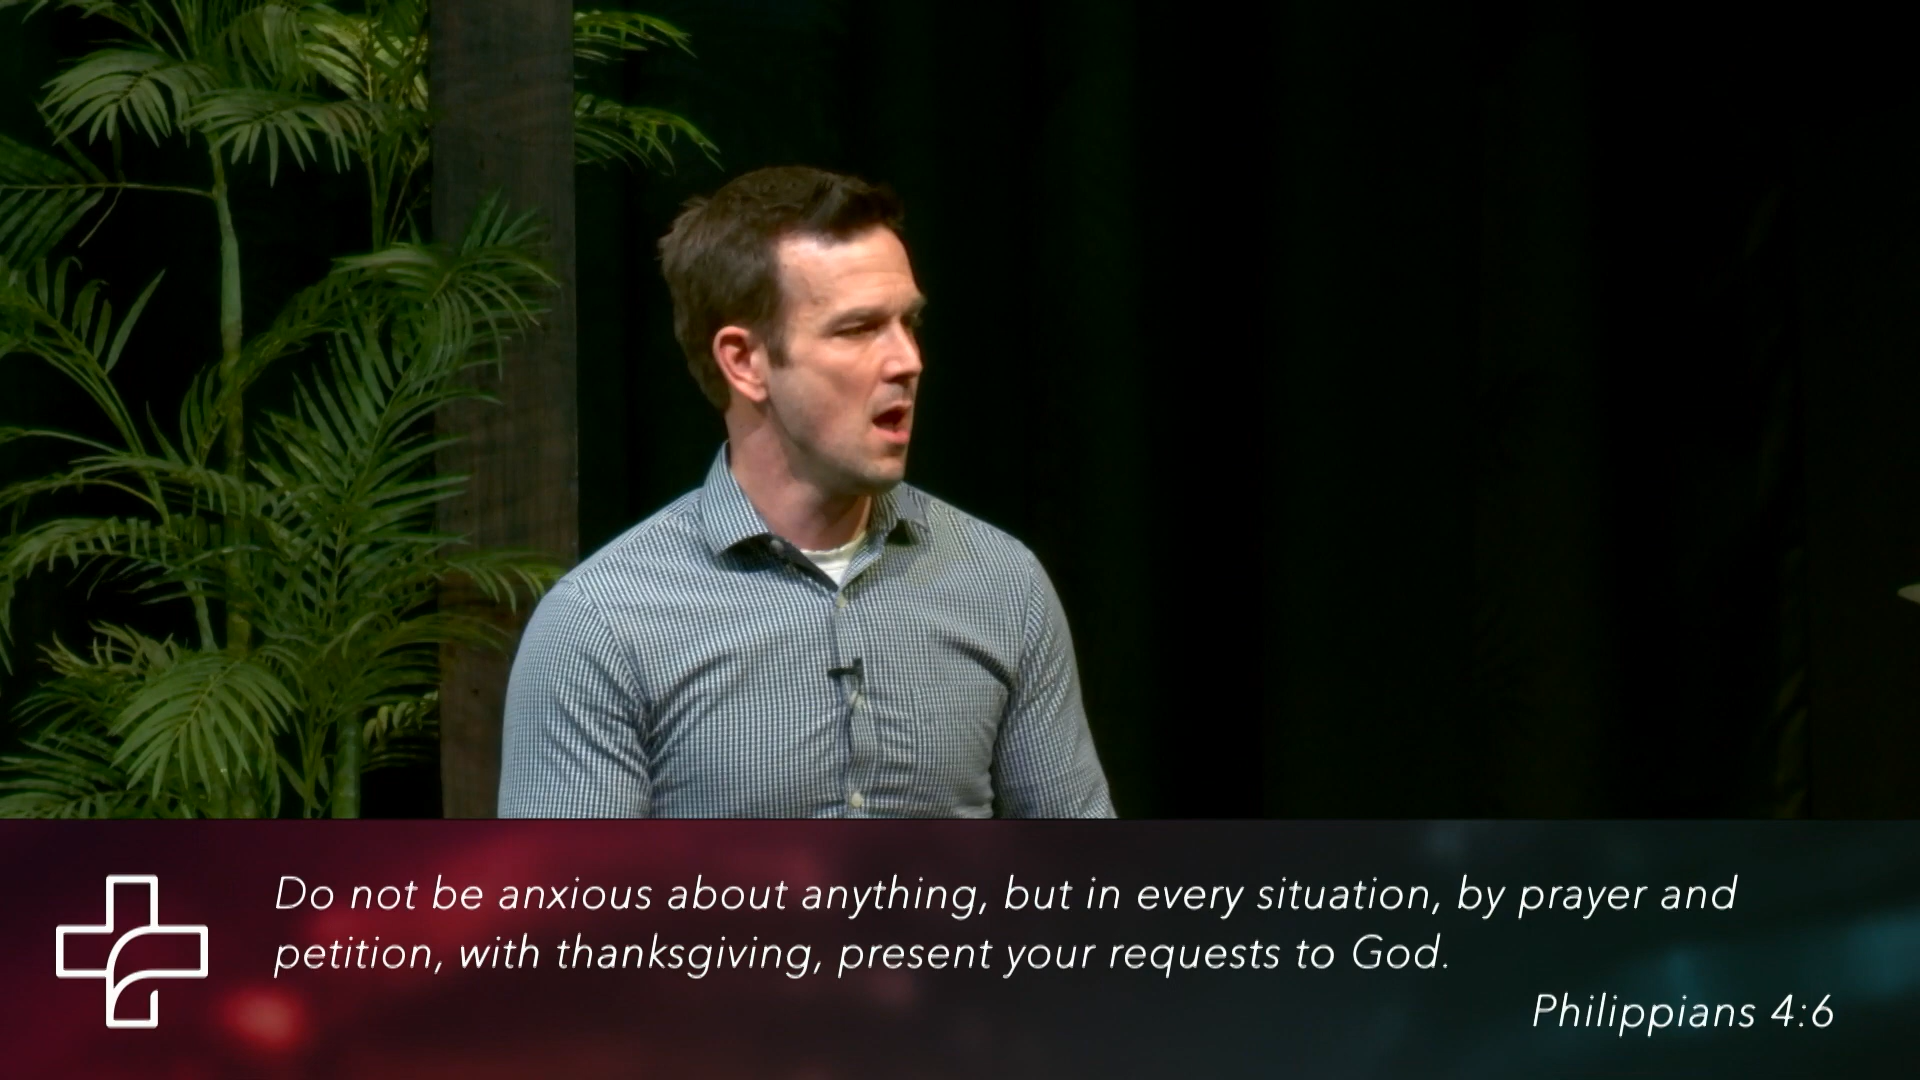 Do not be anxious about anything, but in every situation, by prayer and
petition, with thanksgiving, present your requests to God.
Philippians 4:6